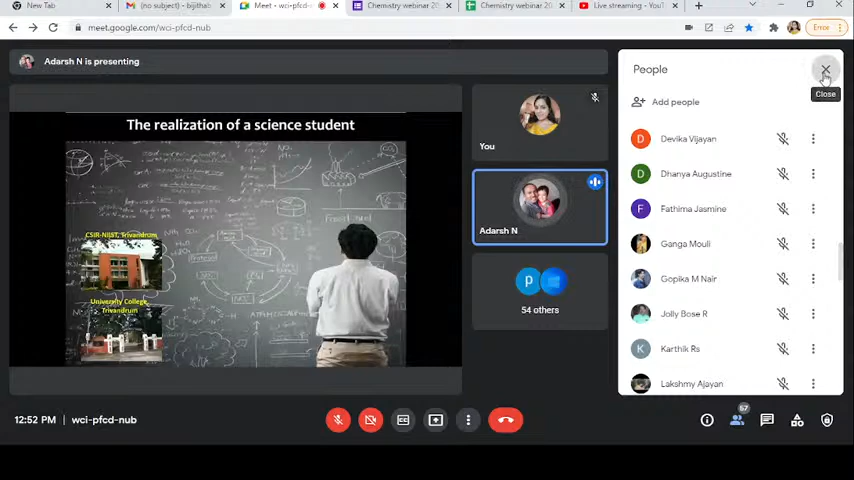 New Tab
(no subject) - bijithab
Meet - wci-pfcd-nub
Chemistry webinar 20
Chemistry webinar 20
Live streaming - YouT
meet.google.com/wci-pfcd-nub
Error
Adarsh N is presenting
The realization of a science student
CSIR-NIIST, Trivandrum
University College,
Trivandrum
You
Adarsh N
p
54 others
People
Close
Add people
D Devika Vijayan
D Dhanya Augustine
F Fathima Jasmine
Ganga Mouli
Gopika M Nair
Jolly Bose R
K Karthik Rs
Lakshmy Ajayan
12:52 PM | wci-pfcd-nub
CC
57